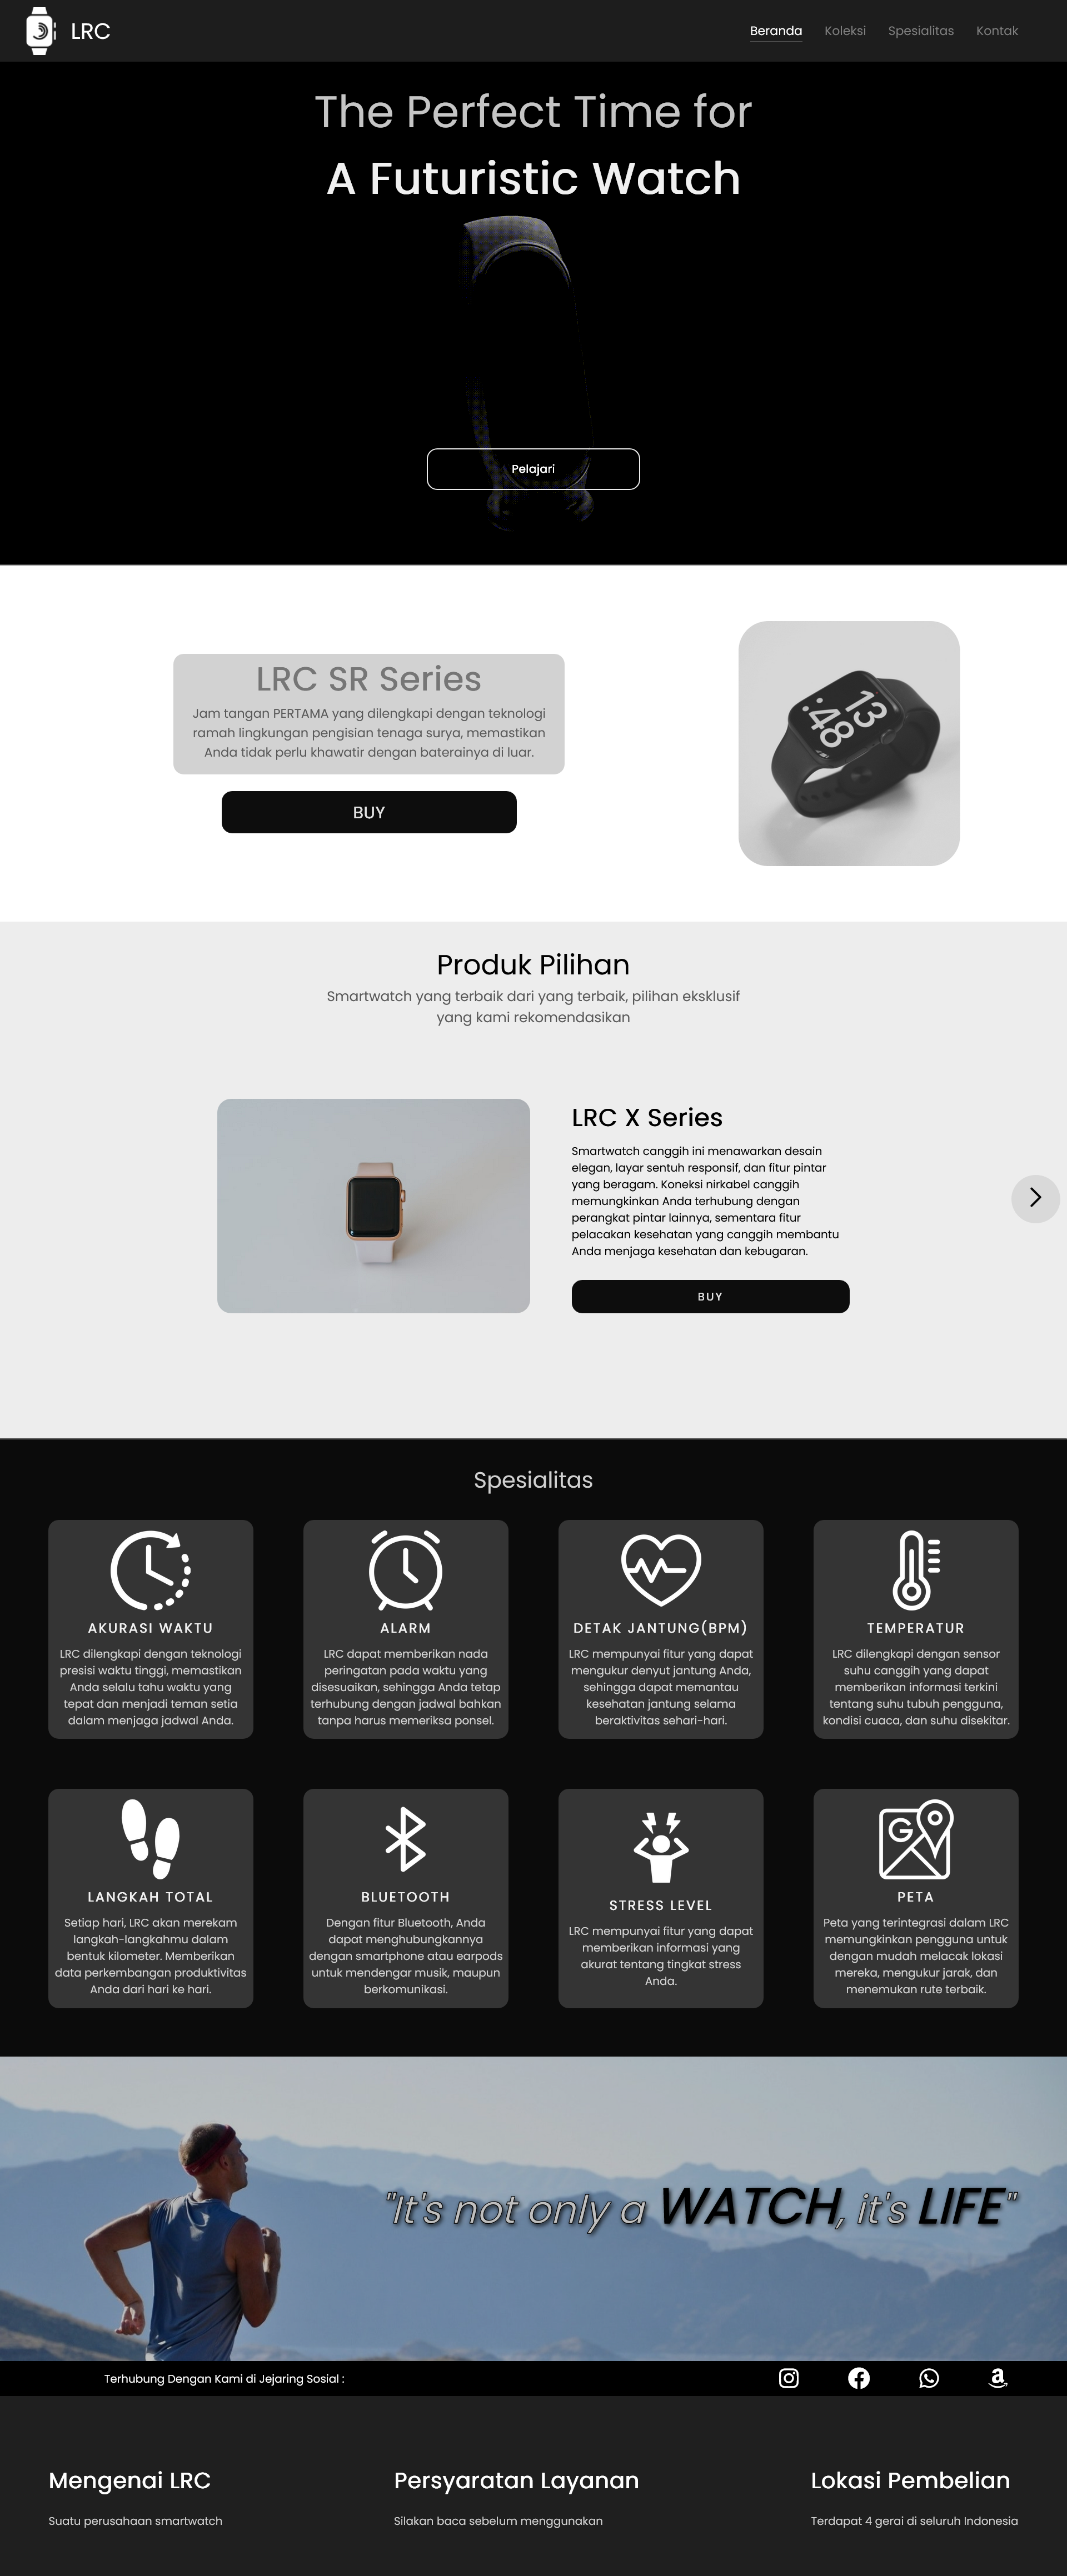 LRC
Beranda Koleksi Spesialitas Kontak
The Perfect Time for
A Futuristic Watch
Pelajari
LRC SR Series
Jam tangan PERTAMA yang dilengkapi dengan teknologi
ramah lingkungan pengisian tenaga surya, memastikan
Anda tidak perlu khawatir dengan baterainya di luar.
BUY
13
:48
Produk Pilihan
Smartwatch yang terbaik dari yang terbaik, pilihan eksklusif
yang kami rekomendasikan
LRC X Series
Smartwatch canggih ini menawarkan desain
elegan, layar sentuh responsif, dan fitur pintar
yang beragam. Koneksi nirkabel canggih
memungkinkan Anda terhubung dengan
perangkat pintar lainnya, sementara fitur
pelacakan kesehatan yang canggih membantu
Anda menjaga kesehatan dan kebugaran.
BUY
Spesialitas
AKURASI WAKTU
LRC dilengkapi dengan teknologi
presisi waktu tinggi, memastikan
Anda selalu tahu waktu yang
tepat dan menjadi teman setia
dalam menjaga jadwal Anda.
ALARM
LRC dapat memberikan nada
peringatan pada waktu yang
disesuaikan, sehingga Anda tetap
terhubung dengan jadwal bahkan
tanpa harus memeriksa ponsel.
DETAK JANTUNG(BPM)
LRC mempunyai fitur yang dapat
mengukur denyut jantung Anda,
sehingga dapat memantau
kesehatan jantung selama
beraktivitas sehari-hari.
TEMPERATUR
LRC dilengkapi dengan sensor
suhu canggih yang dapat
memberikan informasi terkini
tentang suhu tubuh pengguna,
kondisi cuaca, dan suhu disekitar.
LANGKAH TOTAL
Setiap hari, LRC akan merekam
langkah-langkahmu dalam
bentuk kilometer. Memberikan
data perkembangan produktivitas
Anda dari hari ke hari.
BLUETOOTH
Dengan fitur Bluetooth, Anda
dapat menghubungkannya
dengan smartphone atau earpods
untuk mendengar musik, maupun
berkomunikasi.
STRESS LEVEL
LRC mempunyai fitur yang dapat
memberikan informasi yang
akurat tentang tingkat stress
Anda.
G
PETA
Peta yang terintegrasi dalam LRC
memungkinkan pengguna untuk
dengan mudah melacak lokasi
mereka, mengukur jarak, dan
menemukan rute terbaik.
"It's not only a WATCH, it's LIFE"
Terhubung Dengan Kami di Jejaring Sosial :
Mengenai LRC
Suatu perusahaan smartwatch
Persyaratan Layanan
Silakan baca sebelum menggunakan
Lokasi Pembelian
Terdapat 4 gerai di seluruh Indonesia